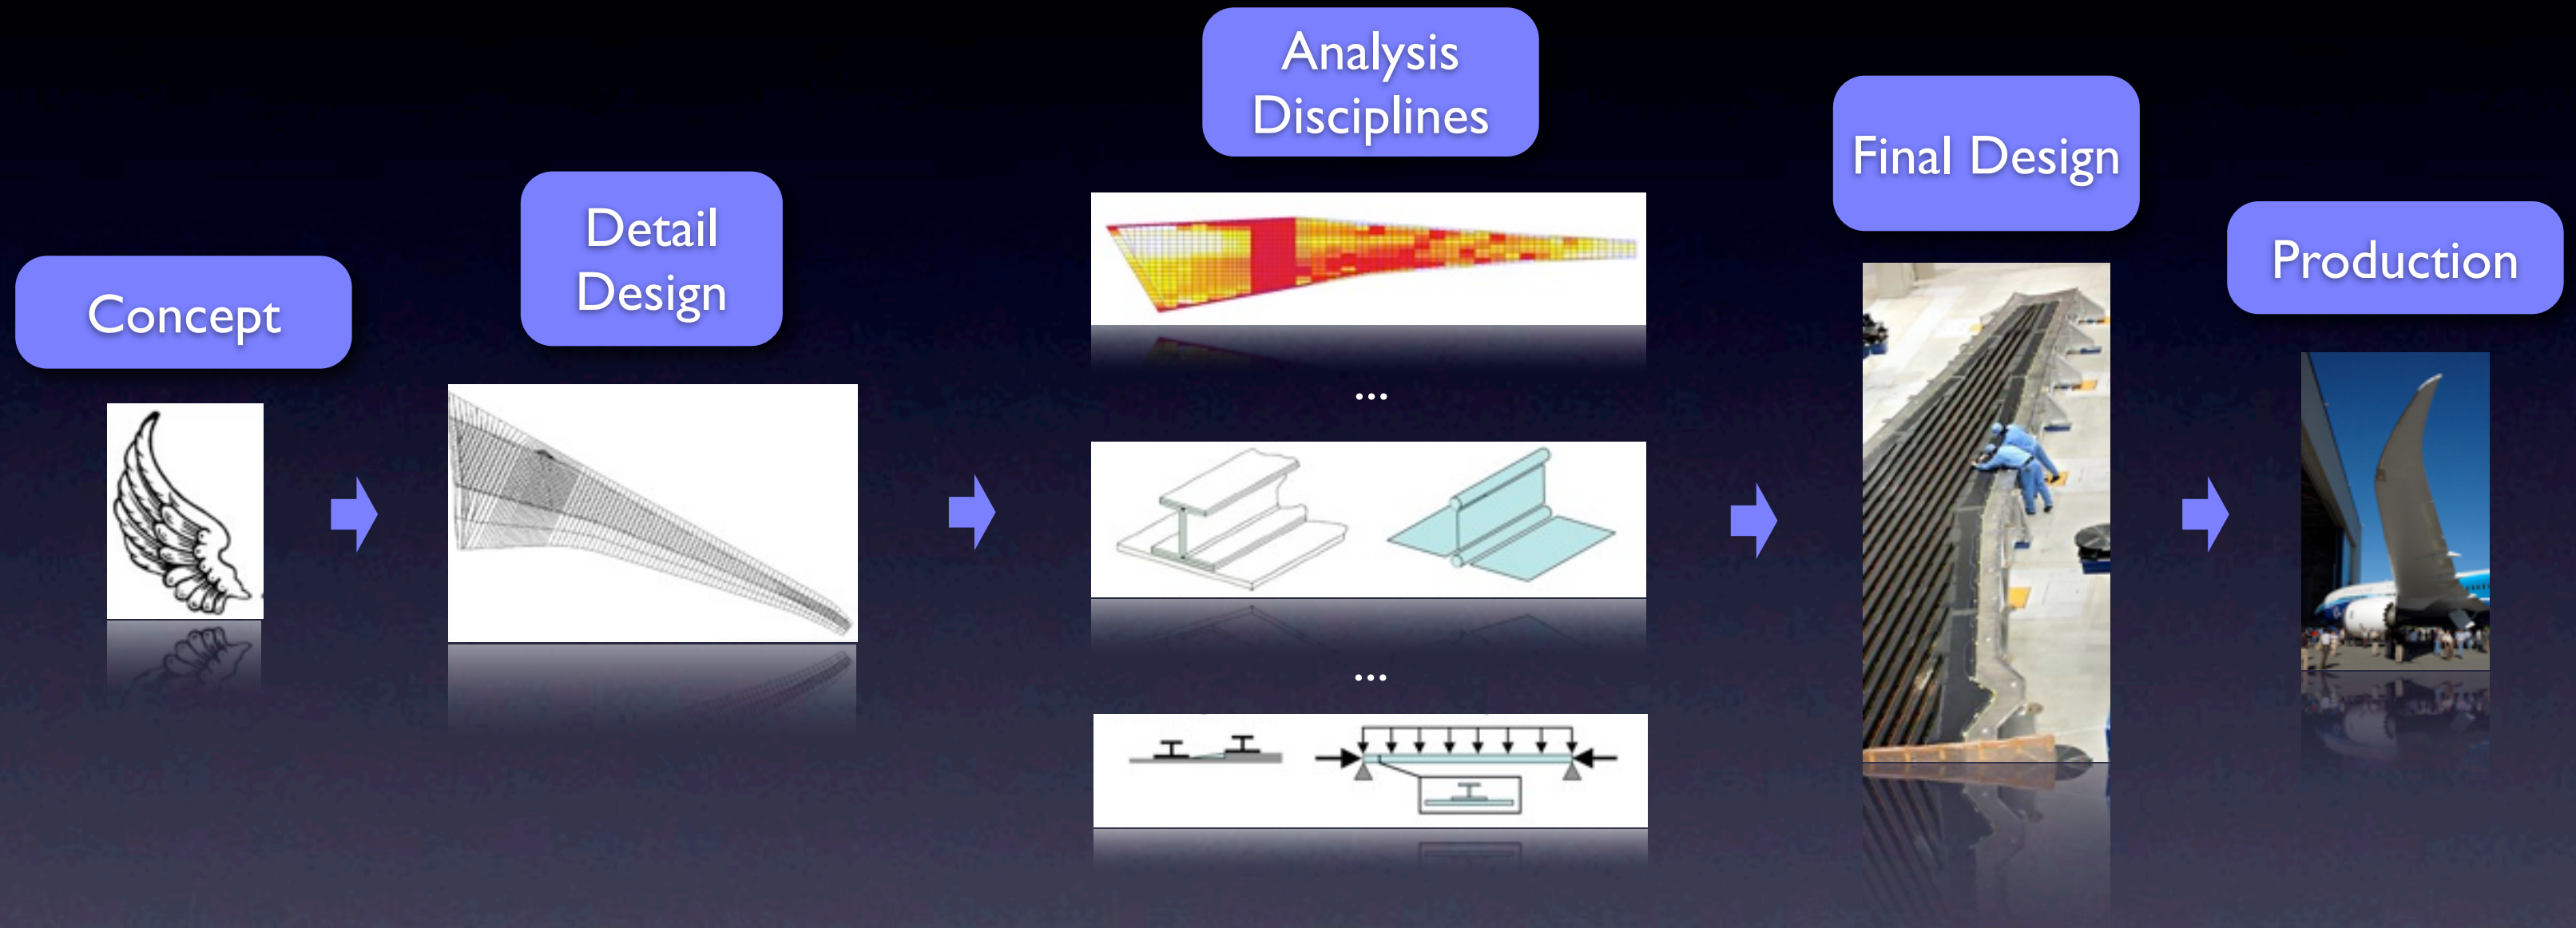 Concept
Detail
Design
Analysis
Disciplines
...
...
Final Design
Production